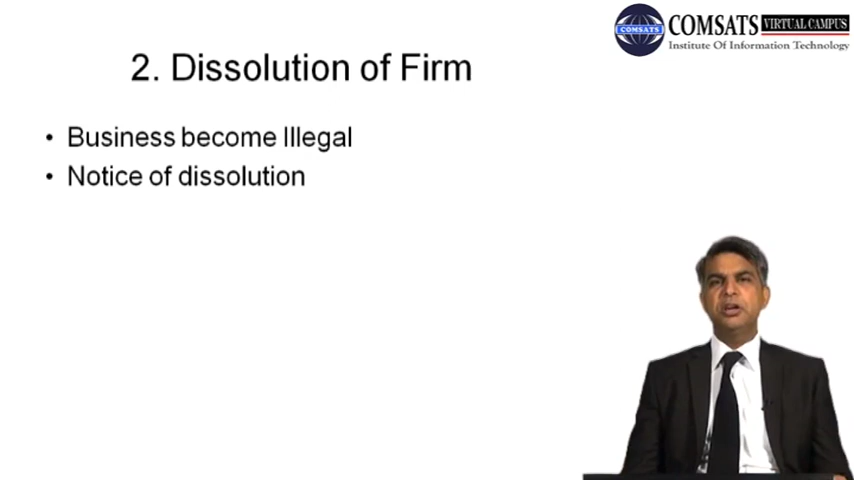 COMSATS VIRTUAL CAMPUS
COMSATS
Institute Of Information Technology
2. Dissolution of Firm
• Business become Illegal
• Notice of dissolution